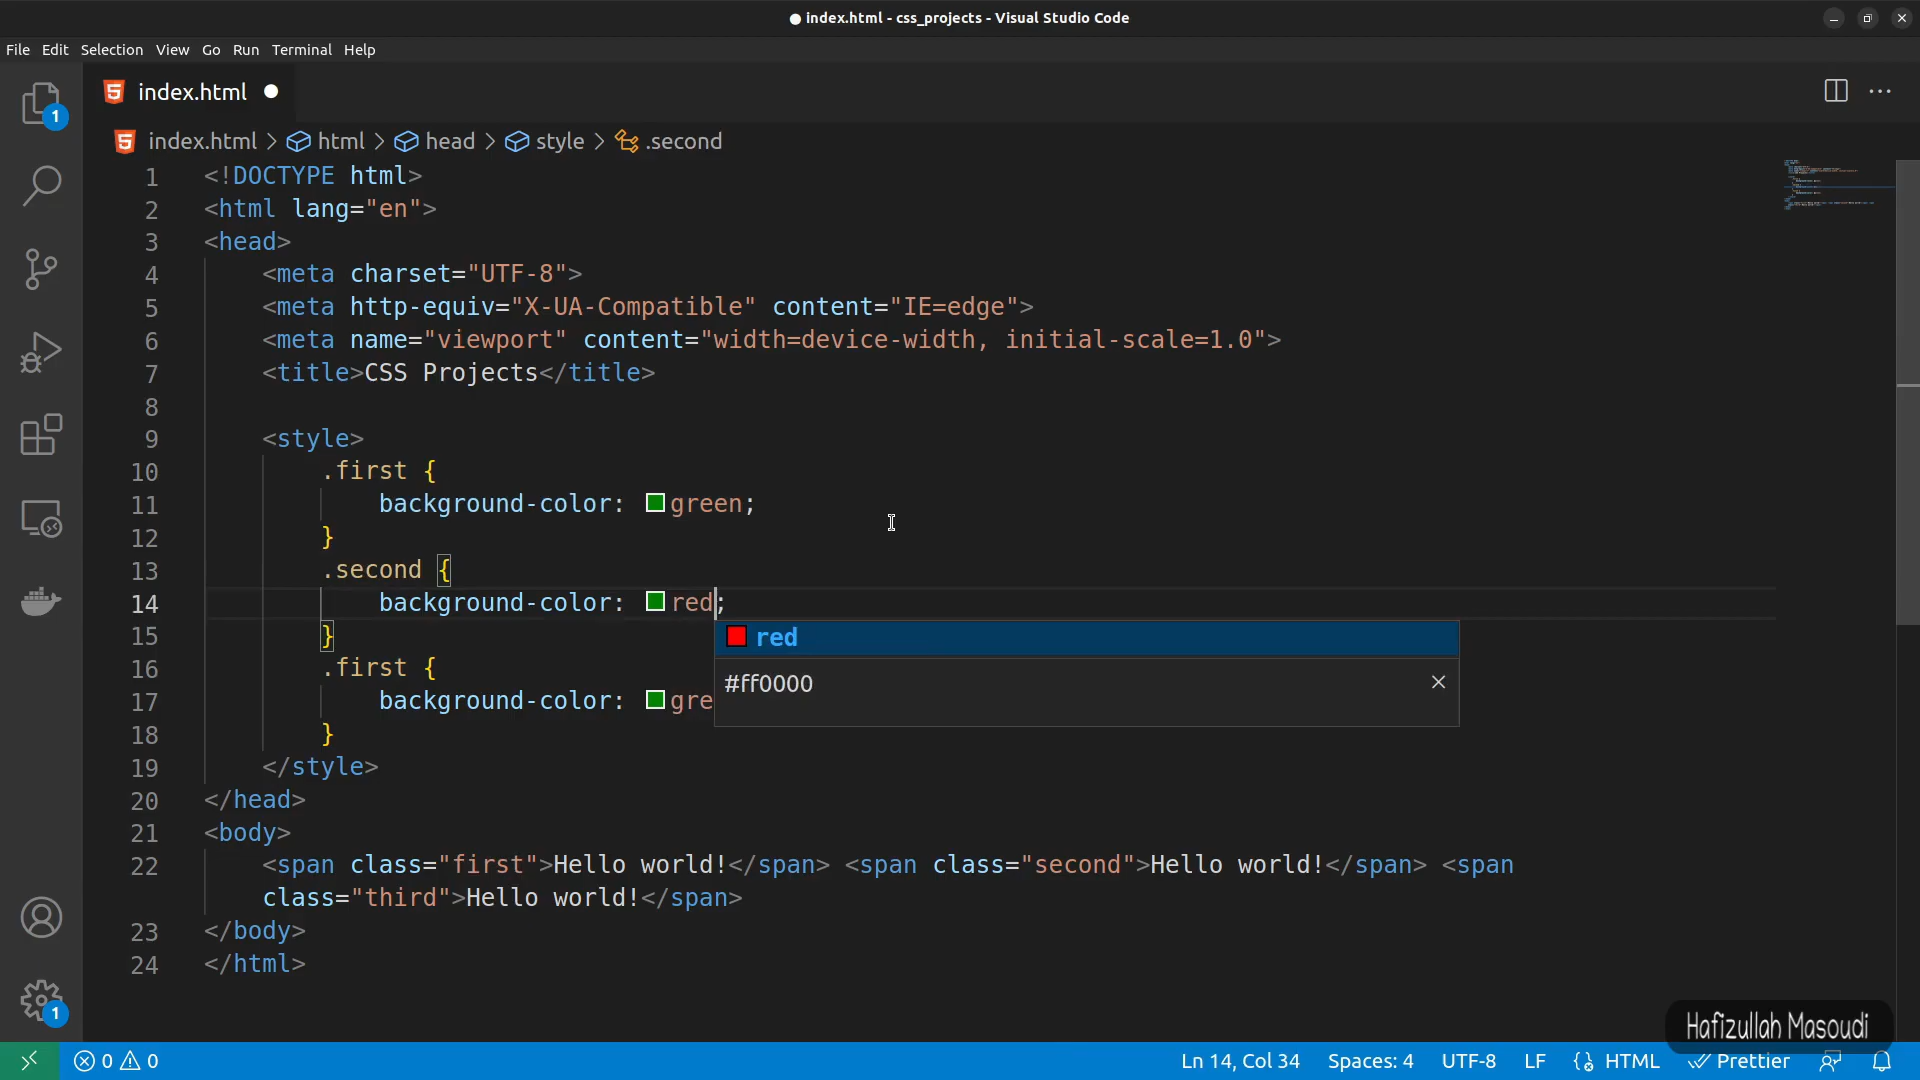 index.html - css_projects - Visual Studio Code
File Edit Selection View Go Run Terminal Help
1
index.html
index.html > html > head > style > .second
1 <!DOCTYPE html>
2 <html lang="en">
3 <head>
4 <meta charset="UTF-8">
5 <meta http-equiv="X-UA-Compatible" content="IE=edge">
6 <meta name="viewport" content="width=device-width, initial-scale=1.0">
7 <title>CSS Projects</title>
8
9 <style>
10 .first {
11 background-color: green;
12 }
13 .second {
14 background-color: red;
15 }
red
16 .first {
#ff0000
17 background-color: gre
18 }
19 </style>
20 </head>
21 <body>
22 <span class="first">Hello world!</span> <span class="second">Hello world!</span> <span
class="third">Hello world!</span>
23 </body>
24 </html>
1
Hafizullah Masoudi
0 0 Ln 14, Col 34 Spaces: 4 UTF-8 LF HTML Prettier